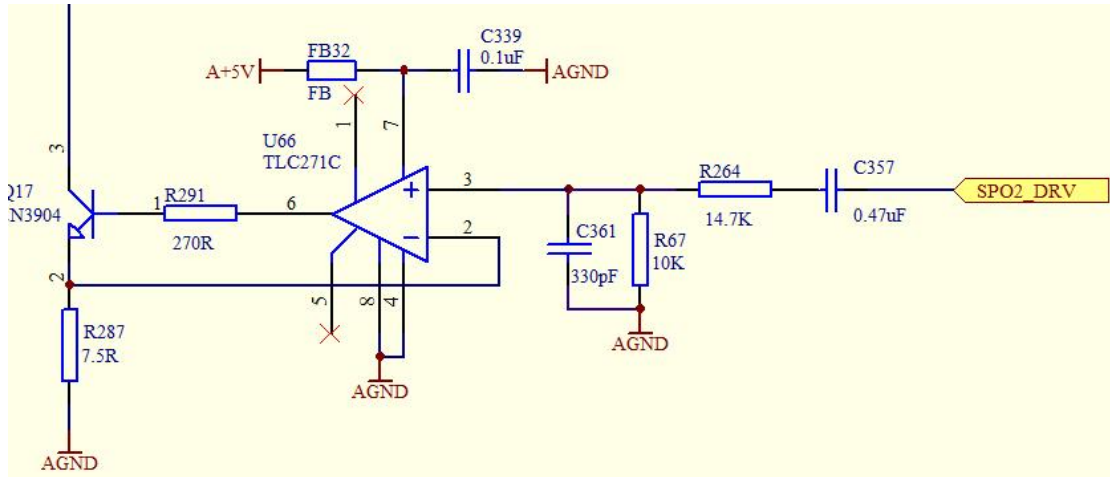 C339
0.1uF
FB32
A+5V
AGND
FB
1
7
U66
TLC271C
3
Q17
N3904
1
R291
270R
6
+
3
R264
14.7K
C357
0.47uF
SPO2_DRV
−
2
C361
330pF
R67
10K
2
5
8
4
R287
7.5R
AGND
AGND
AGND